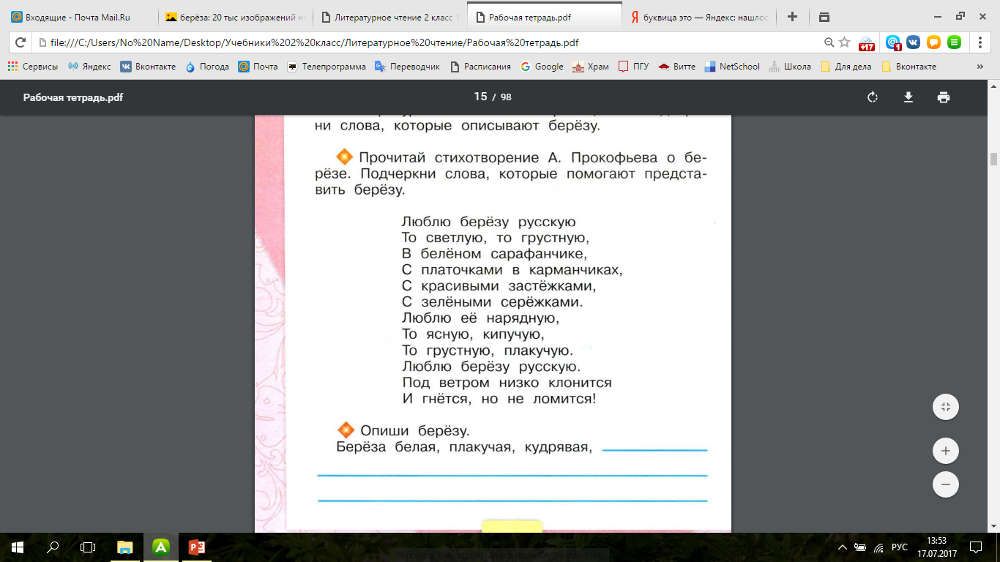 Входящие - Почта Mail.Ru
берёза: 20 тыс изображений на
Литературное чтение 2 класс 1
Рабочая тетрадь.pdf
буквица это — Яндекс: нашлос
file:///C:/Users/No%20Name/Desktop/Учебники%202%20класс/Литературное%20чтение/Рабочая%20тетрадь.pdf
+17
1
Сервисы Яндекс Вконтакте Погода Почта Телепрограмма Переводчик Расписания Google Храм ПГУ Витте NetSchool Школа Для дела Вконтакте »
Рабочая тетрадь.pdf
15 / 98
ни слова, которые описывают берёзу.
Прочитай стихотворение А. Прокофьева о бе-
рёзе. Подчеркни слова, которые помогают предста-
вить берёзу.
Люблю берёзу русскую
То светлую, то грустную,
В белёном сарафанчике,
С платочками в карманчиках,
С красивыми застёжками,
С зелёными серёжками.
Люблю её нарядную,
То ясную, кипучую,
То грустную, плакучую.
Люблю берёзу русскую.
Под ветром низко клонится
И гнётся, но не ломится!
Опиши берёзу.
Берёза белая, плакучая, кудрявая,
РУС
13:53
17.07.2017